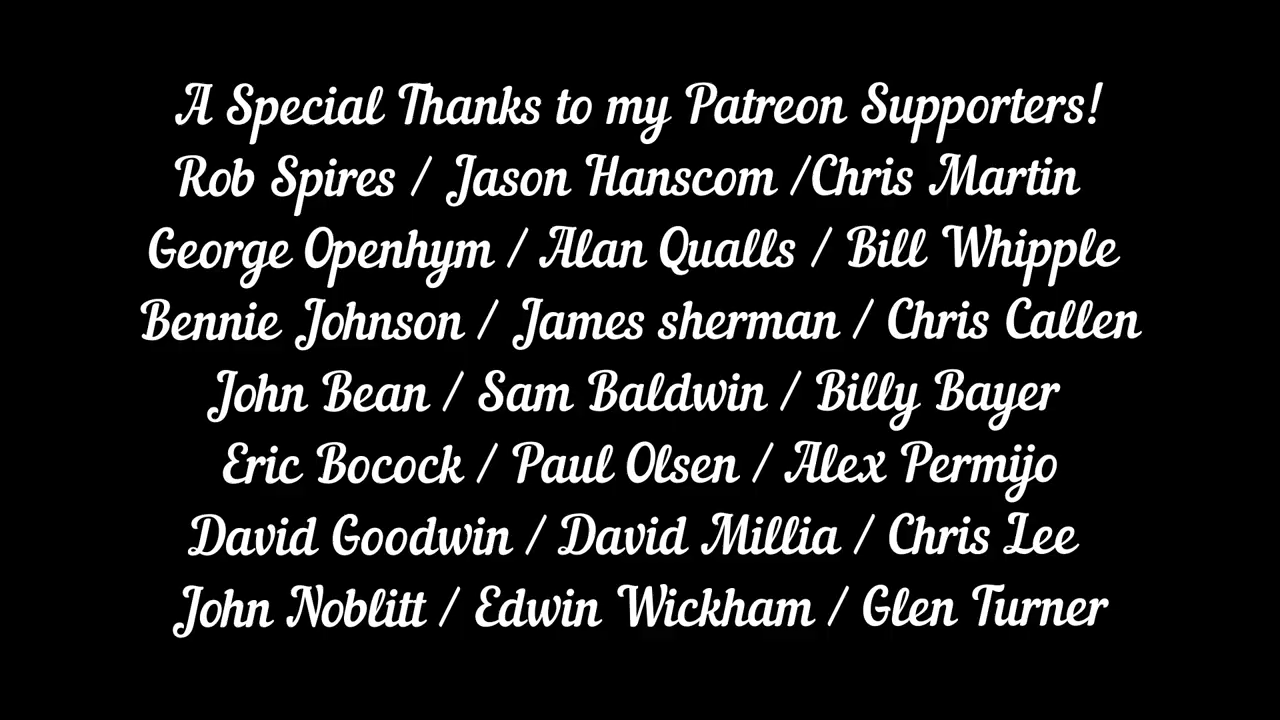 A Special Thanks to my Patreon Supporters!
Rob Spires / Jason Hanscom /Chris Martin
George Openhym / Alan Qualls / Bill Whipple
Bennie Johnson / James sherman / Chris Callen
John Bean / Sam Baldwin / Billy Bayer
Eric Bocock / Paul Olsen / Alex Permijo
David Goodwin / David Millia / Chris Lee
John Noblitt / Edwin Wickham / Glen Turner